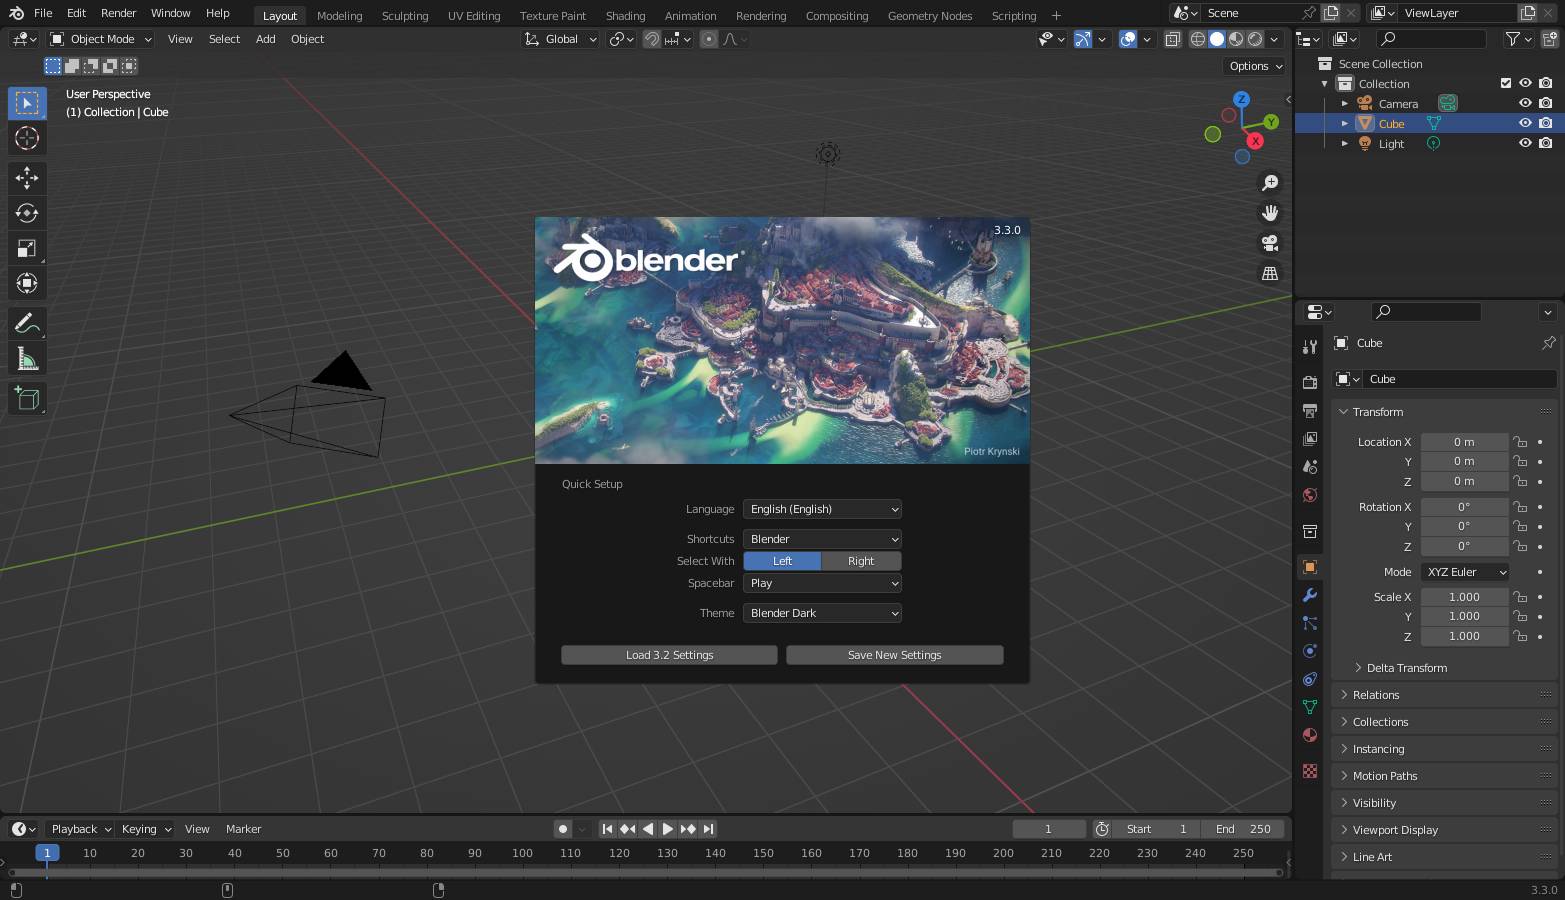 File Edit Render Window Help Layout Modeling Sculpting UV Editing Texture Paint Shading Animation Rendering Compositing Geometry Nodes Scripting + Scene ViewLayer
Object Mode View Select Add Object Global
Options
User Perspective
(1) Collection | Cube
Z
Y
X
Scene Collection
Collection
Camera
Cube
Light
3.3.0
blender
Piotr Krynski
Quick Setup
Language English (English)
Shortcuts Blender
Select With Left Right
Spacebar Play
Theme Blender Dark
Load 3.2 Settings Save New Settings
Cube
Cube
Transform
Location X 0 m
Y 0 m
Z 0 m
Rotation X 0°
Y 0°
Z 0°
Mode XYZ Euler
Scale X 1.000
Y 1.000
Z 1.000
Delta Transform
Relations
Collections
Instancing
Motion Paths
Visibility
Viewport Display
Line Art
Playback Keying View Marker 1 Start 1 End 250
1 10 20 30 40 50 60 70 80 90 100 110 120 130 140 150 160 170 180 190 200 210 220 230 240 250
3.3.0